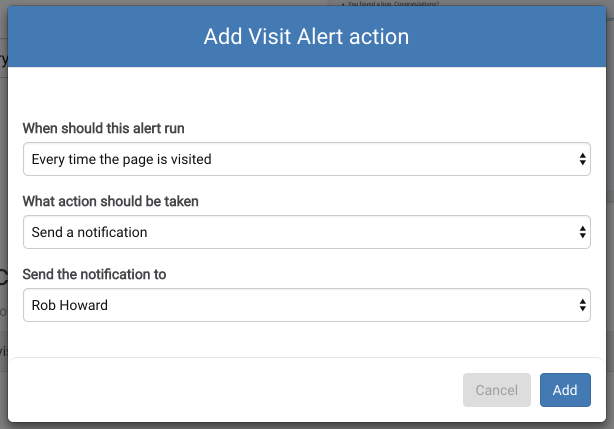 You found a bug. Congratulations?
Add Visit Alert action
When should this alert run
Every time the page is visited
What action should be taken
Send a notification
Send the notification to
Rob Howard
Cancel
Add